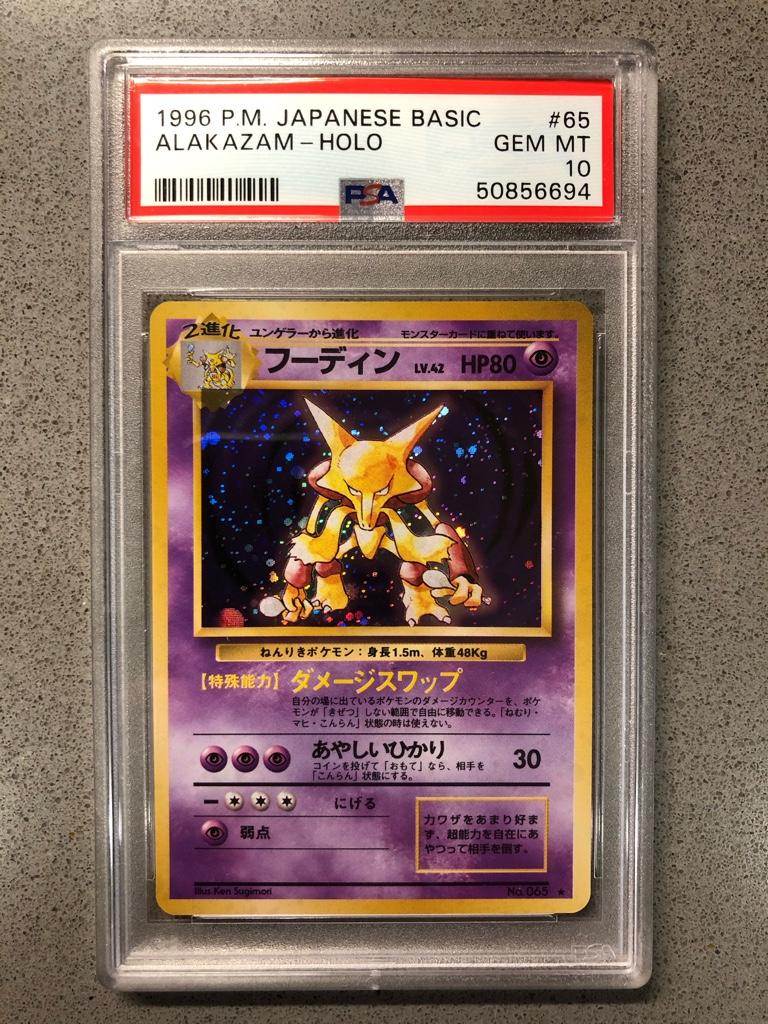 1996 P.M. JAPANESE BASIC #65
ALAKAZAM – HOLO GEM MT
10
PSA 50856694
2進化 ユンゲラーから進化 モンスターカードに重ねて使います。
フーディン LV.42 HP80
ねんりきポケモン：身長1.5m、体重48Kg
【特殊能力】ダメージスワップ
自分の場に出ているポケモンのダメージカウンターを、ポケ
モンが「きぜつ」しない範囲で自由に移動できる。「ねむり・
マヒ・こんらん」状態の時は使えない。
あやしいひかり 30
コインを投げて「おもて」なら、相手を
「こんらん」状態にする。
にげる
弱点
力ワザをあまり好ま
ず、超能力を自在にあ
やつって相手を倒す。
Illus. Ken Sugimori No. 065 ★
PSA